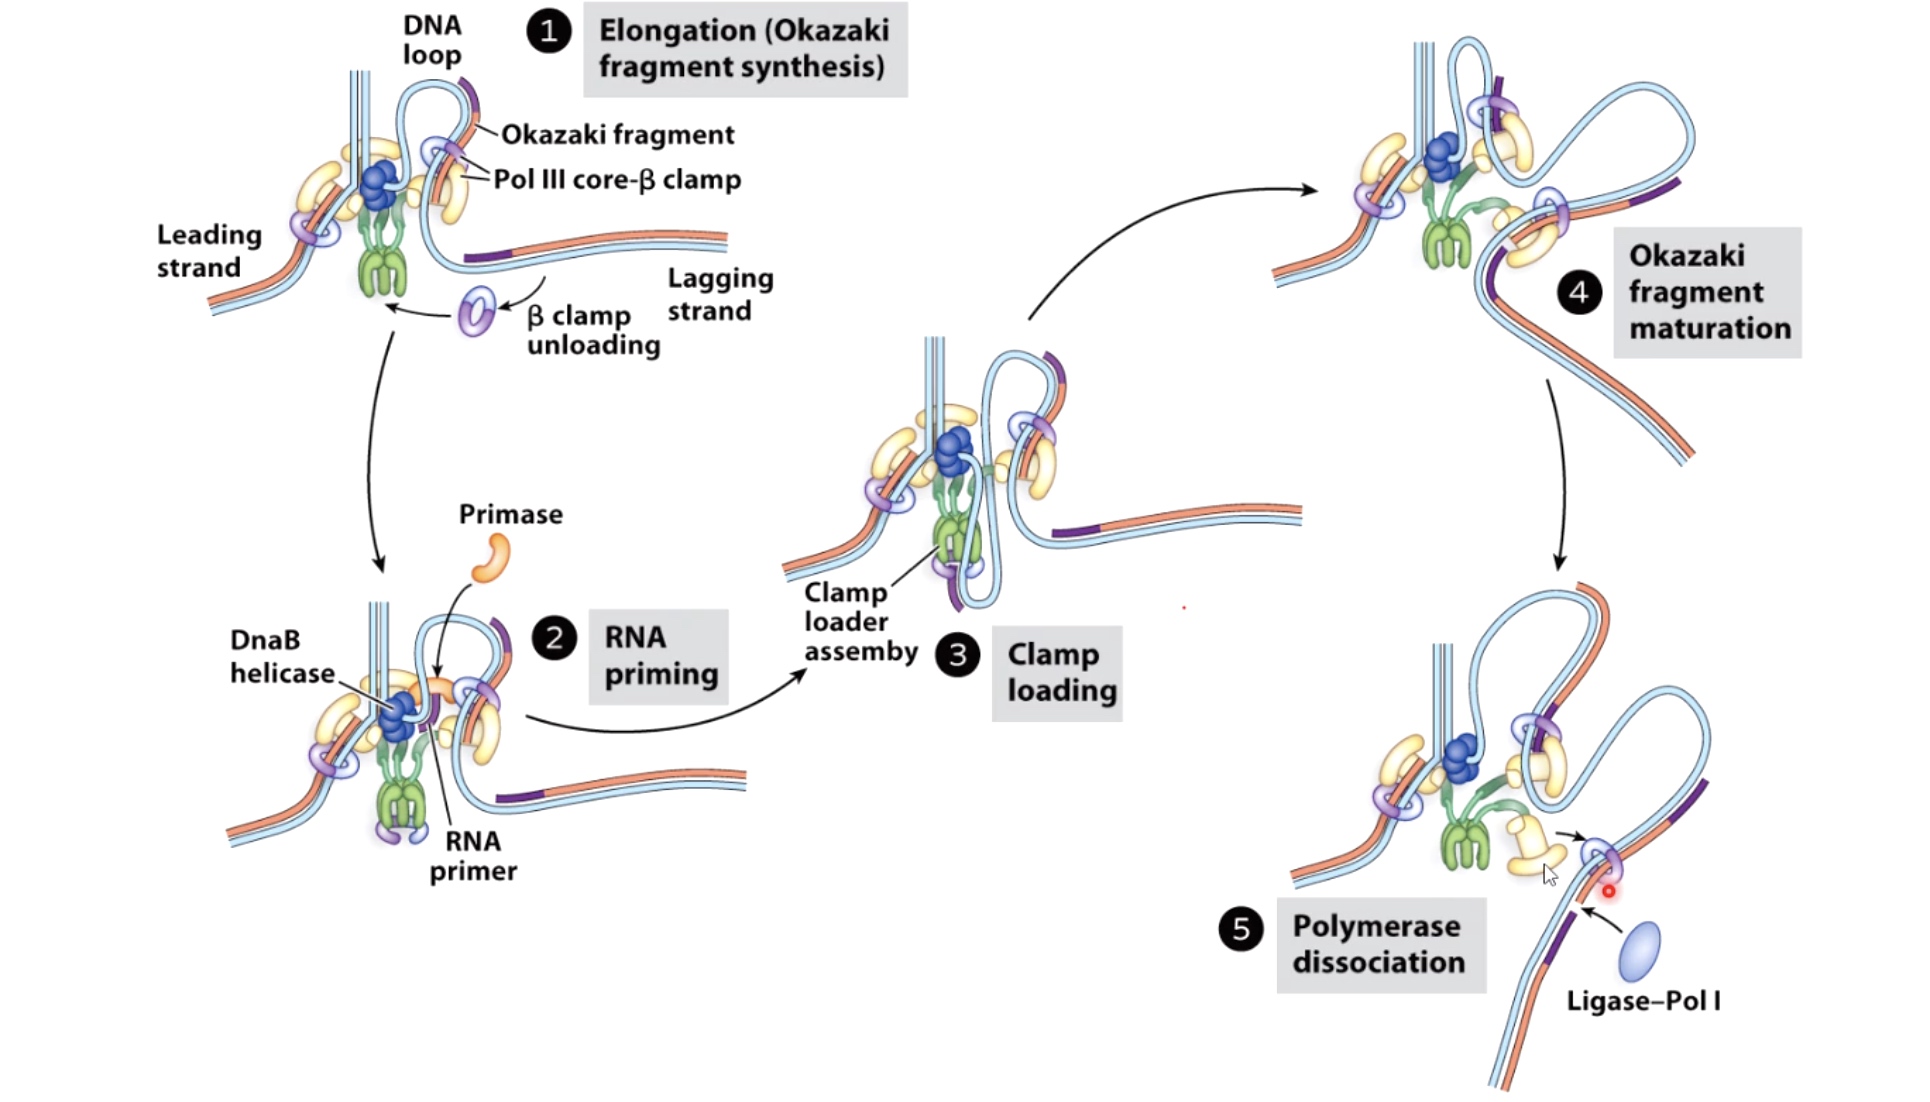 DNA
loop
1
Elongation (Okazaki
fragment synthesis)
Okazaki fragment
Pol III core-β clamp
Leading
strand
Lagging
strand
β clamp
unloading
Primase
DnaB
helicase
2
RNA
priming
RNA
primer
Clamp
loader
assemby
3
Clamp
loading
4
Okazaki
fragment
maturation
5
Polymerase
dissociation
Ligase–Pol I